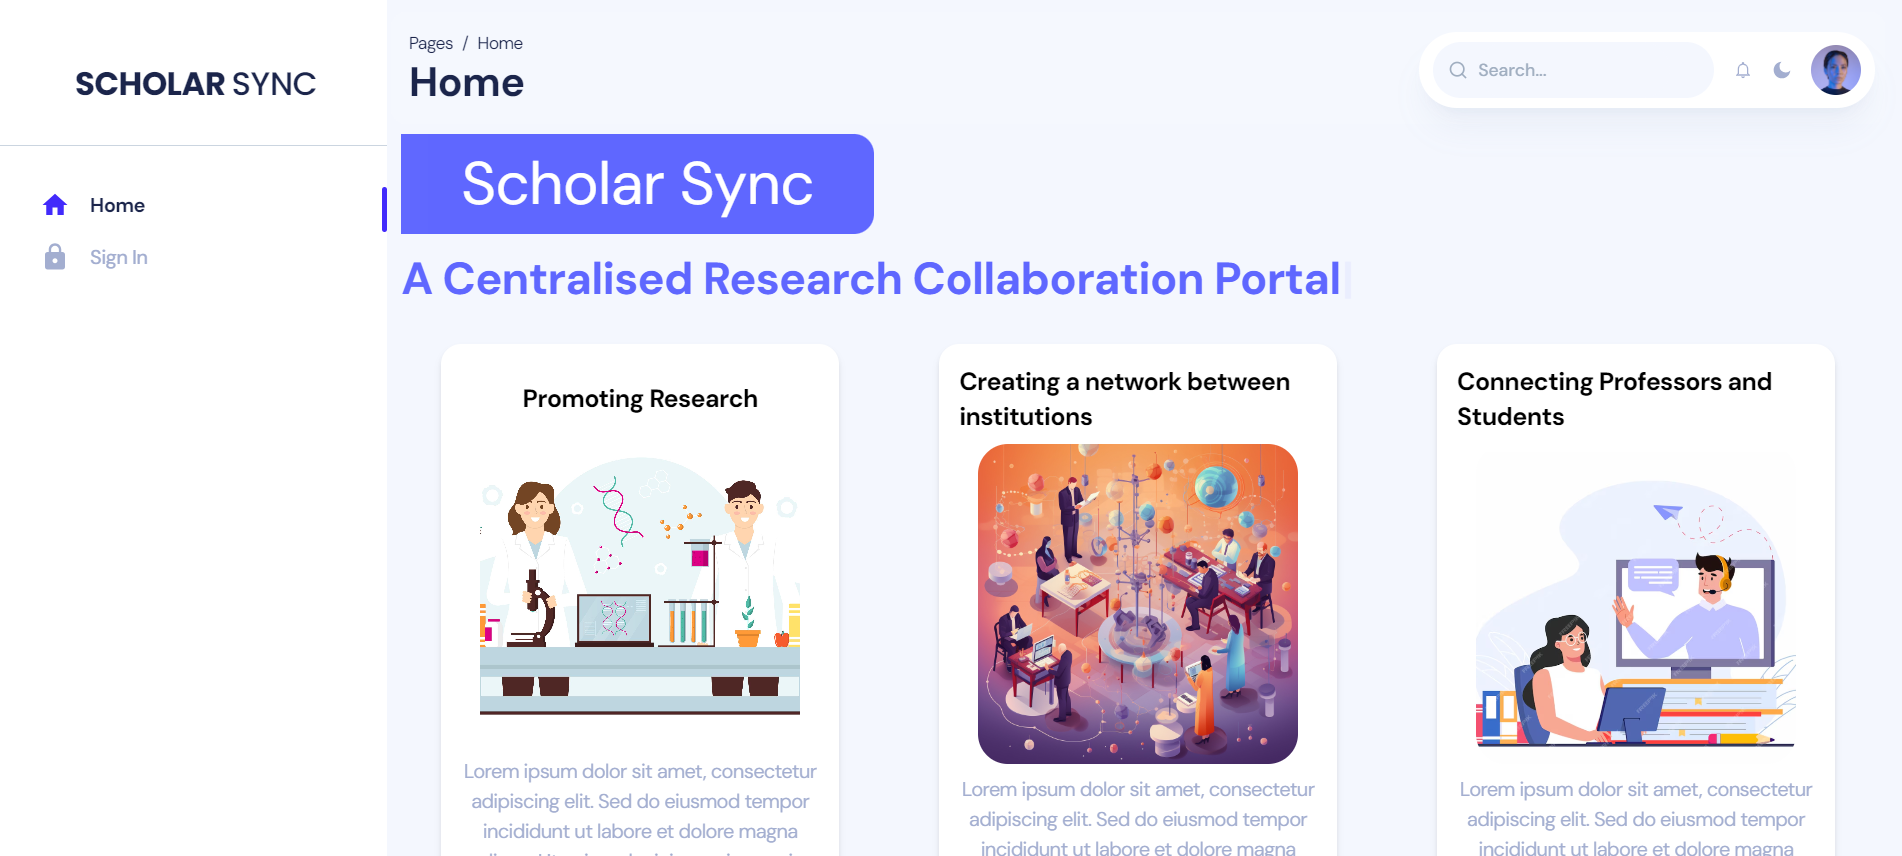 SCHOLAR SYNC
Home
Sign In
Pages / Home
Home
Search...
Scholar Sync
A Centralised Research Collaboration Portal
Promoting Research
Lorem ipsum dolor sit amet, consectetur
adipiscing elit. Sed do eiusmod tempor
incididunt ut labore et dolore magna
Creating a network between
institutions
Lorem ipsum dolor sit amet, consectetur
adipiscing elit. Sed do eiusmod tempor
incididunt ut labore et dolore magna
Connecting Professors and
Students
Lorem ipsum dolor sit amet, consectetur
adipiscing elit. Sed do eiusmod tempor
incididunt ut labore et dolore magna